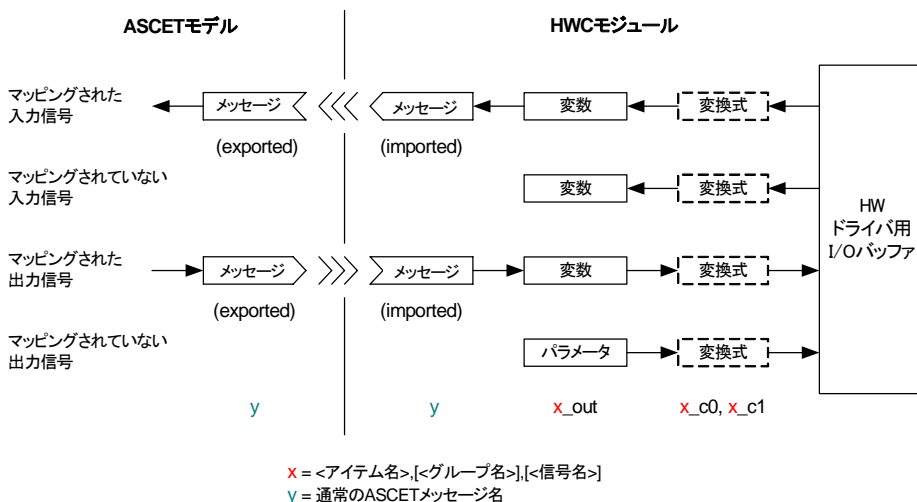 ASCETモデル
HWCモジュール
マッピングされた
入力信号
メッセージ
メッセージ
変数
変換式
(exported)
(imported)
マッピングされていない
入力信号
変数
変換式
HW
ドライバ用
I/Oバッファ
マッピングされた
出力信号
メッセージ
メッセージ
変数
変換式
(exported)
(imported)
マッピングされていない
出力信号
パラメータ
変換式
y
y
x_out
x_c0, x_c1
x = <アイテム名>,[<グループ名>],[<信号名>]
y = 通常のASCETメッセージ名